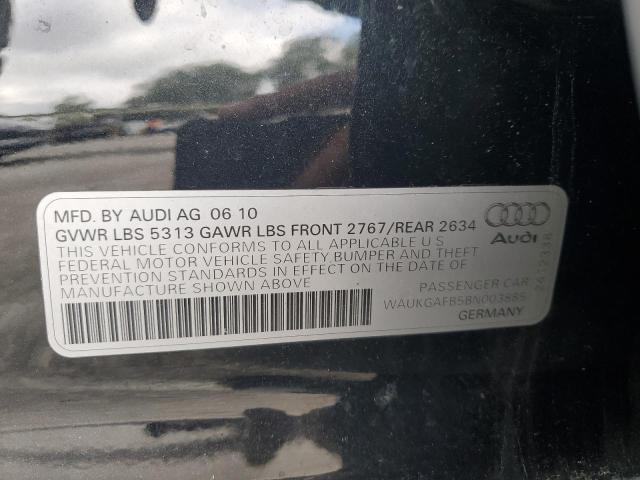 MFD. BY AUDI AG 06 10
GVWR LBS 5313 GAWR LBS FRONT 2767/REAR 2634
THIS VEHICLE CONFORMS TO ALL APPLICABLE U S
FEDERAL MOTOR VEHICLE SAFETY BUMPER AND THEFT
PREVENTION STANDARDS IN EFFECT ON THE DATE OF
MANUFACTURE SHOWN ABOVE
Audi
PASSENGER CAR
WAUKGAFB5BN003885
GERMANY